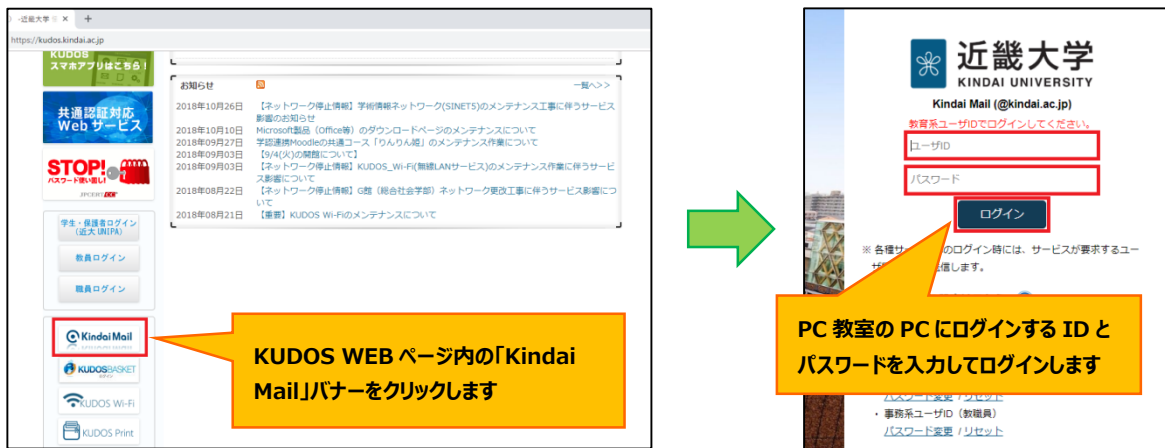 ）-近畿大学
https://kudos.kindai.ac.jp
KUDOS
スマホアプリはこちら！
共通認証対応
Webサービス
STOP!
パスワード使い回し!
JPCERT CC
学生・保護者ログイン
（近大UNIPA）
教員ログイン
職員ログイン
Kindai Mail
KUDOSBASKET
ログイン
KUDOS Wi-Fi
KUDOS Print
お知らせ
一覧へ>>
2018年10月26日 【ネットワーク停止情報】学術情報ネットワーク(SINET5)のメンテナンス工事に伴うサービス
影響のお知らせ
2018年10月10日 Microsoft製品（Office等）のダウンロードページのメンテナンスについて
2018年09月27日 学認連携Moodleの共通コース「りんりん姫」のメンテナンス作業について
2018年09月03日 【9/4(火)の開館について】
2018年09月03日 【ネットワーク停止情報】KUDOS_Wi-Fi(無線LANサービス)のメンテナンス作業に伴うサービ
ス影響について
2018年08月22日 【ネットワーク停止情報】G館（総合社会学部）ネットワーク更改工事に伴うサービス影響につ
いて
2018年08月21日 【重要】KUDOS Wi-Fiのメンテナンスについて
KUDOS WEB ページ内の「Kindai
Mail」バナーをクリックします
近畿大学
KINDAI UNIVERSITY
Kindai Mail (@kindai.ac.jp)
教育系ユーザIDでログインしてください。
ユーザID
パスワード
ログイン
※ 各種サ のログイン時には、サービスが要求するユー
ザ 信します。
PC 教室の PC にログインする ID と
パスワードを入力してログインします
パスワード変更 / リセット
・事務系ユーザID（教職員）
パスワード変更 / リセット